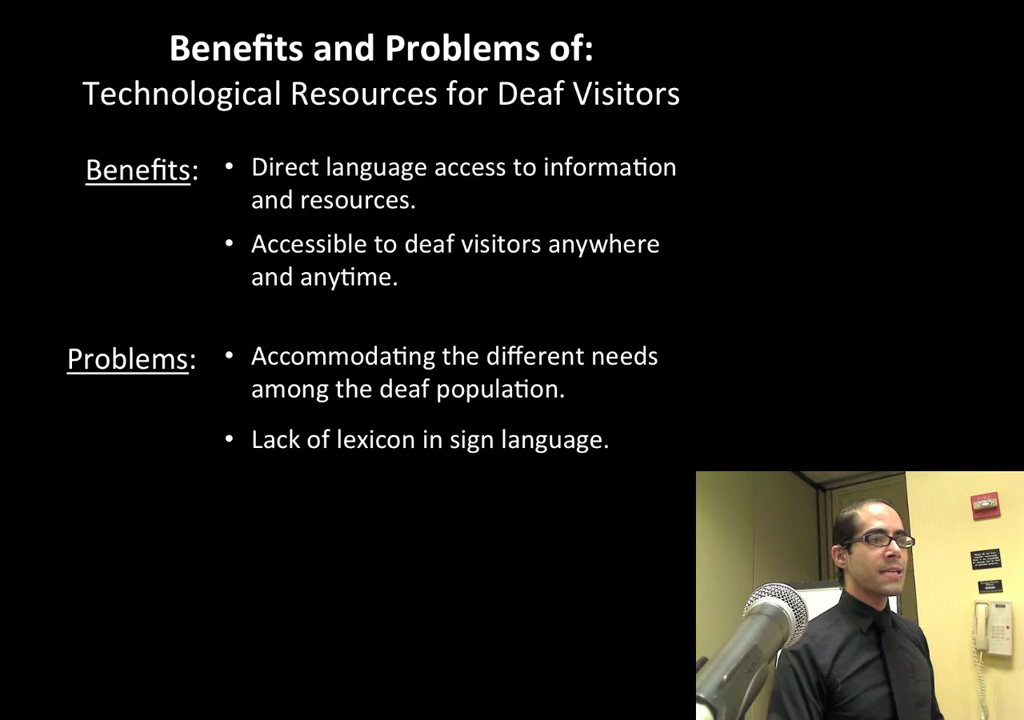 Benefits and Problems of:
Technological Resources for Deaf Visitors
Benefits:
• Direct language access to information
and resources.
• Accessible to deaf visitors anywhere
and anytime.
Problems:
• Accommodating the different needs
among the deaf population.
• Lack of lexicon in sign language.